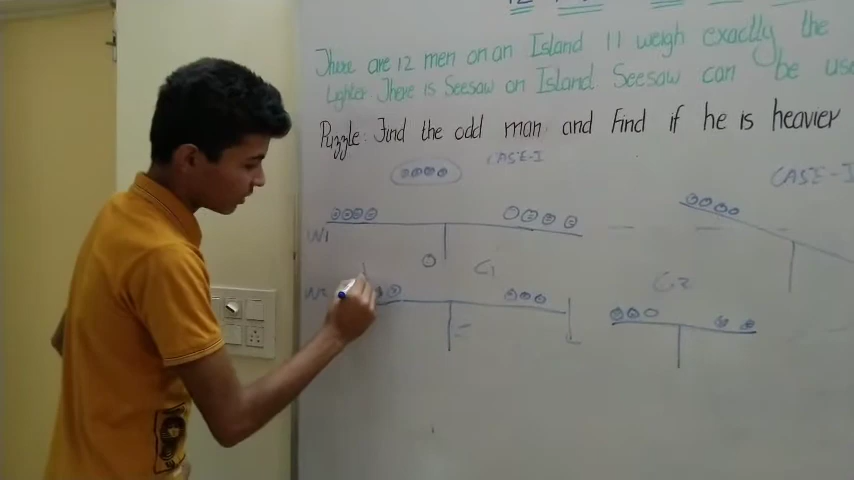 There are 12 men on an Island 11 weigh exactly the
Lighter. There is Seesaw on Island. Seesaw can be use
Puzzle: Find the odd man and Find if he is heavier
CASE-I
CASE-I
W1
C1
C2
W2